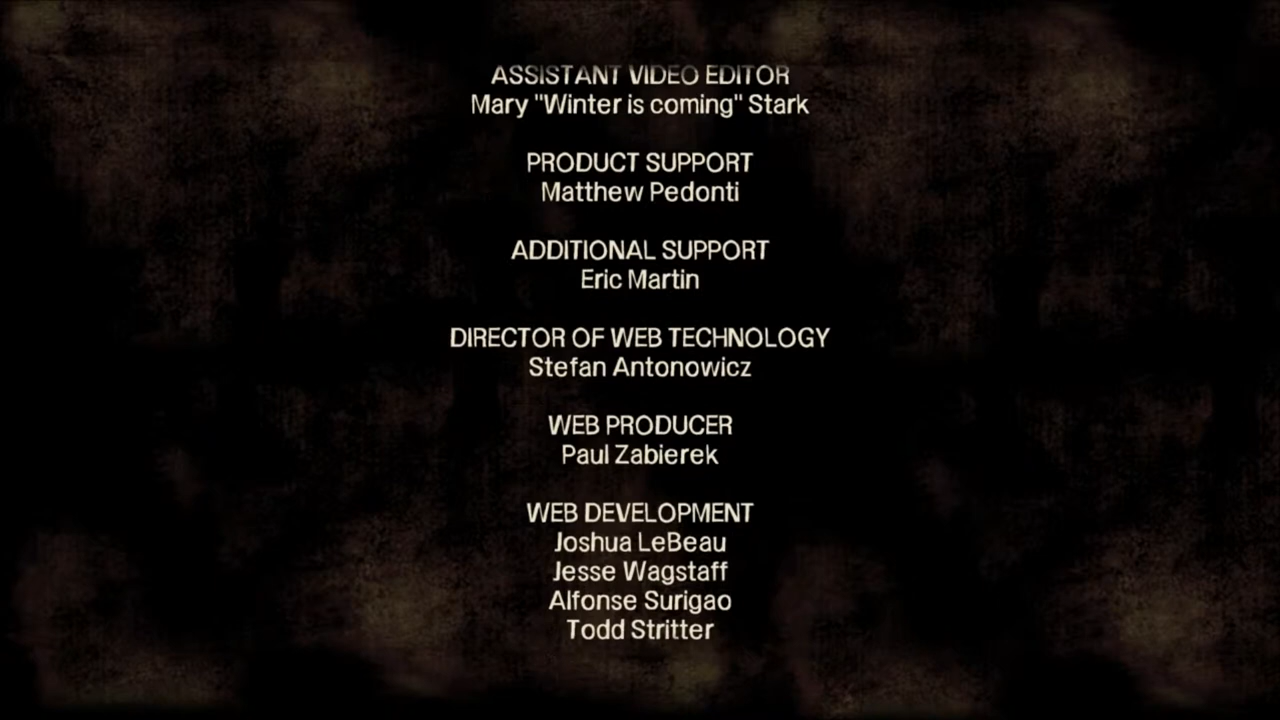 ASSISTANT VIDEO EDITOR
Mary "Winter is coming" Stark
PRODUCT SUPPORT
Matthew Pedonti
ADDITIONAL SUPPORT
Eric Martin
DIRECTOR OF WEB TECHNOLOGY
Stefan Antonowicz
WEB PRODUCER
Paul Zabierek
WEB DEVELOPMENT
Joshua LeBeau
Jesse Wagstaff
Alfonse Surigao
Todd Stritter